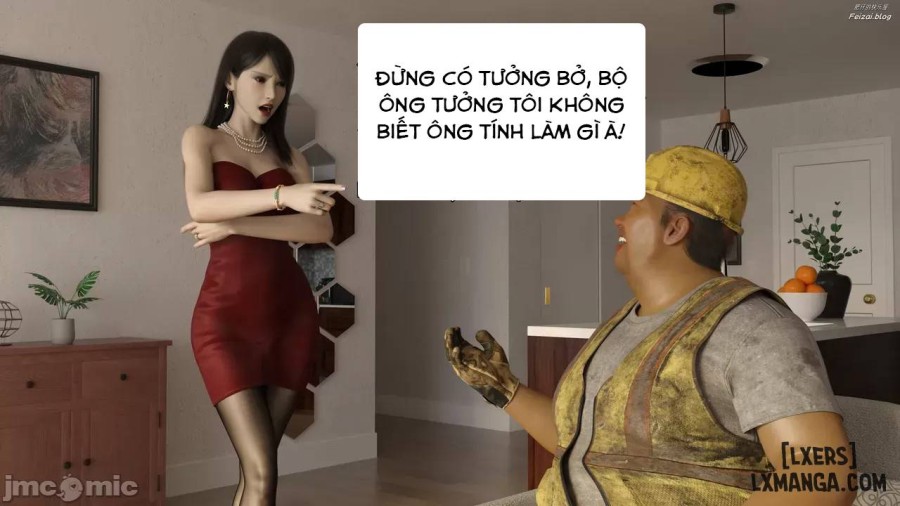 Feizai.blog
ĐỪNG CÓ TƯỞNG BỞ, BỘ
ÔNG TƯỞNG TÔI KHÔNG
BIẾT ÔNG TÍNH LÀM GÌ À!
[LXERS]
LXMANGA.COM
jmcomic